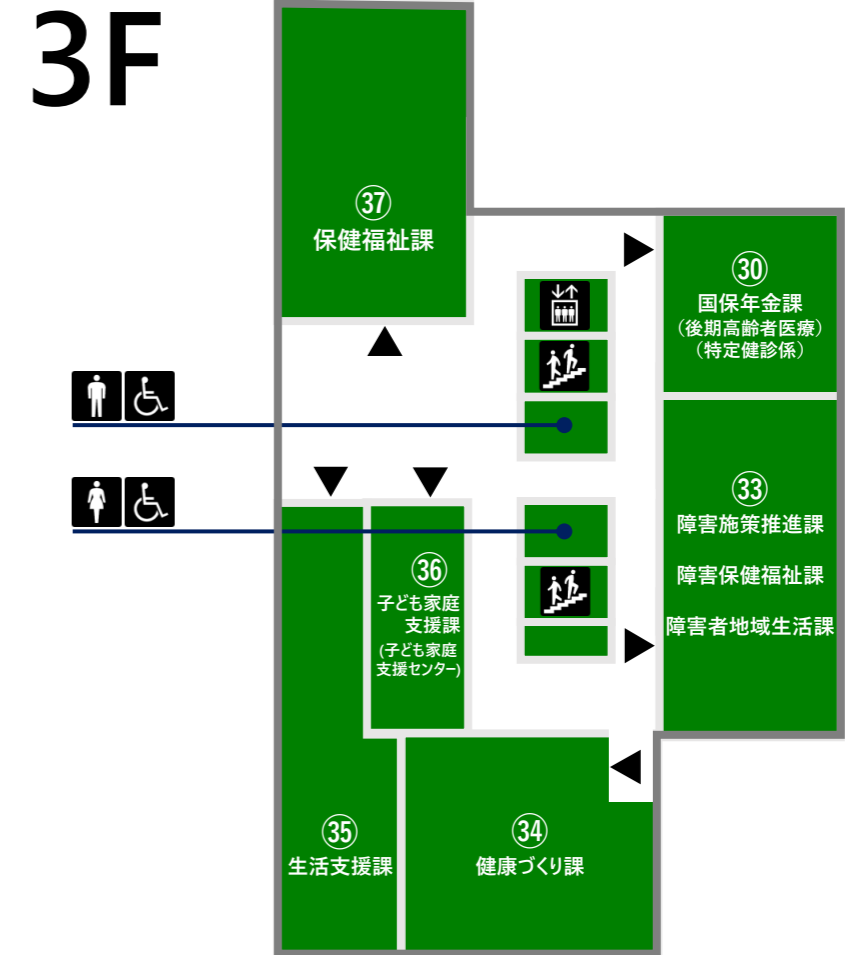 3F
㊲
保健福祉課
㉚
国保年金課
（後期高齢者医療）
（特定健診係）
㉝
障害施策推進課
障害保健福祉課
障害者地域生活課
㊱
子ども家庭
支援課
(子ども家庭
支援センター)
㉟
生活支援課
㉞
健康づくり課